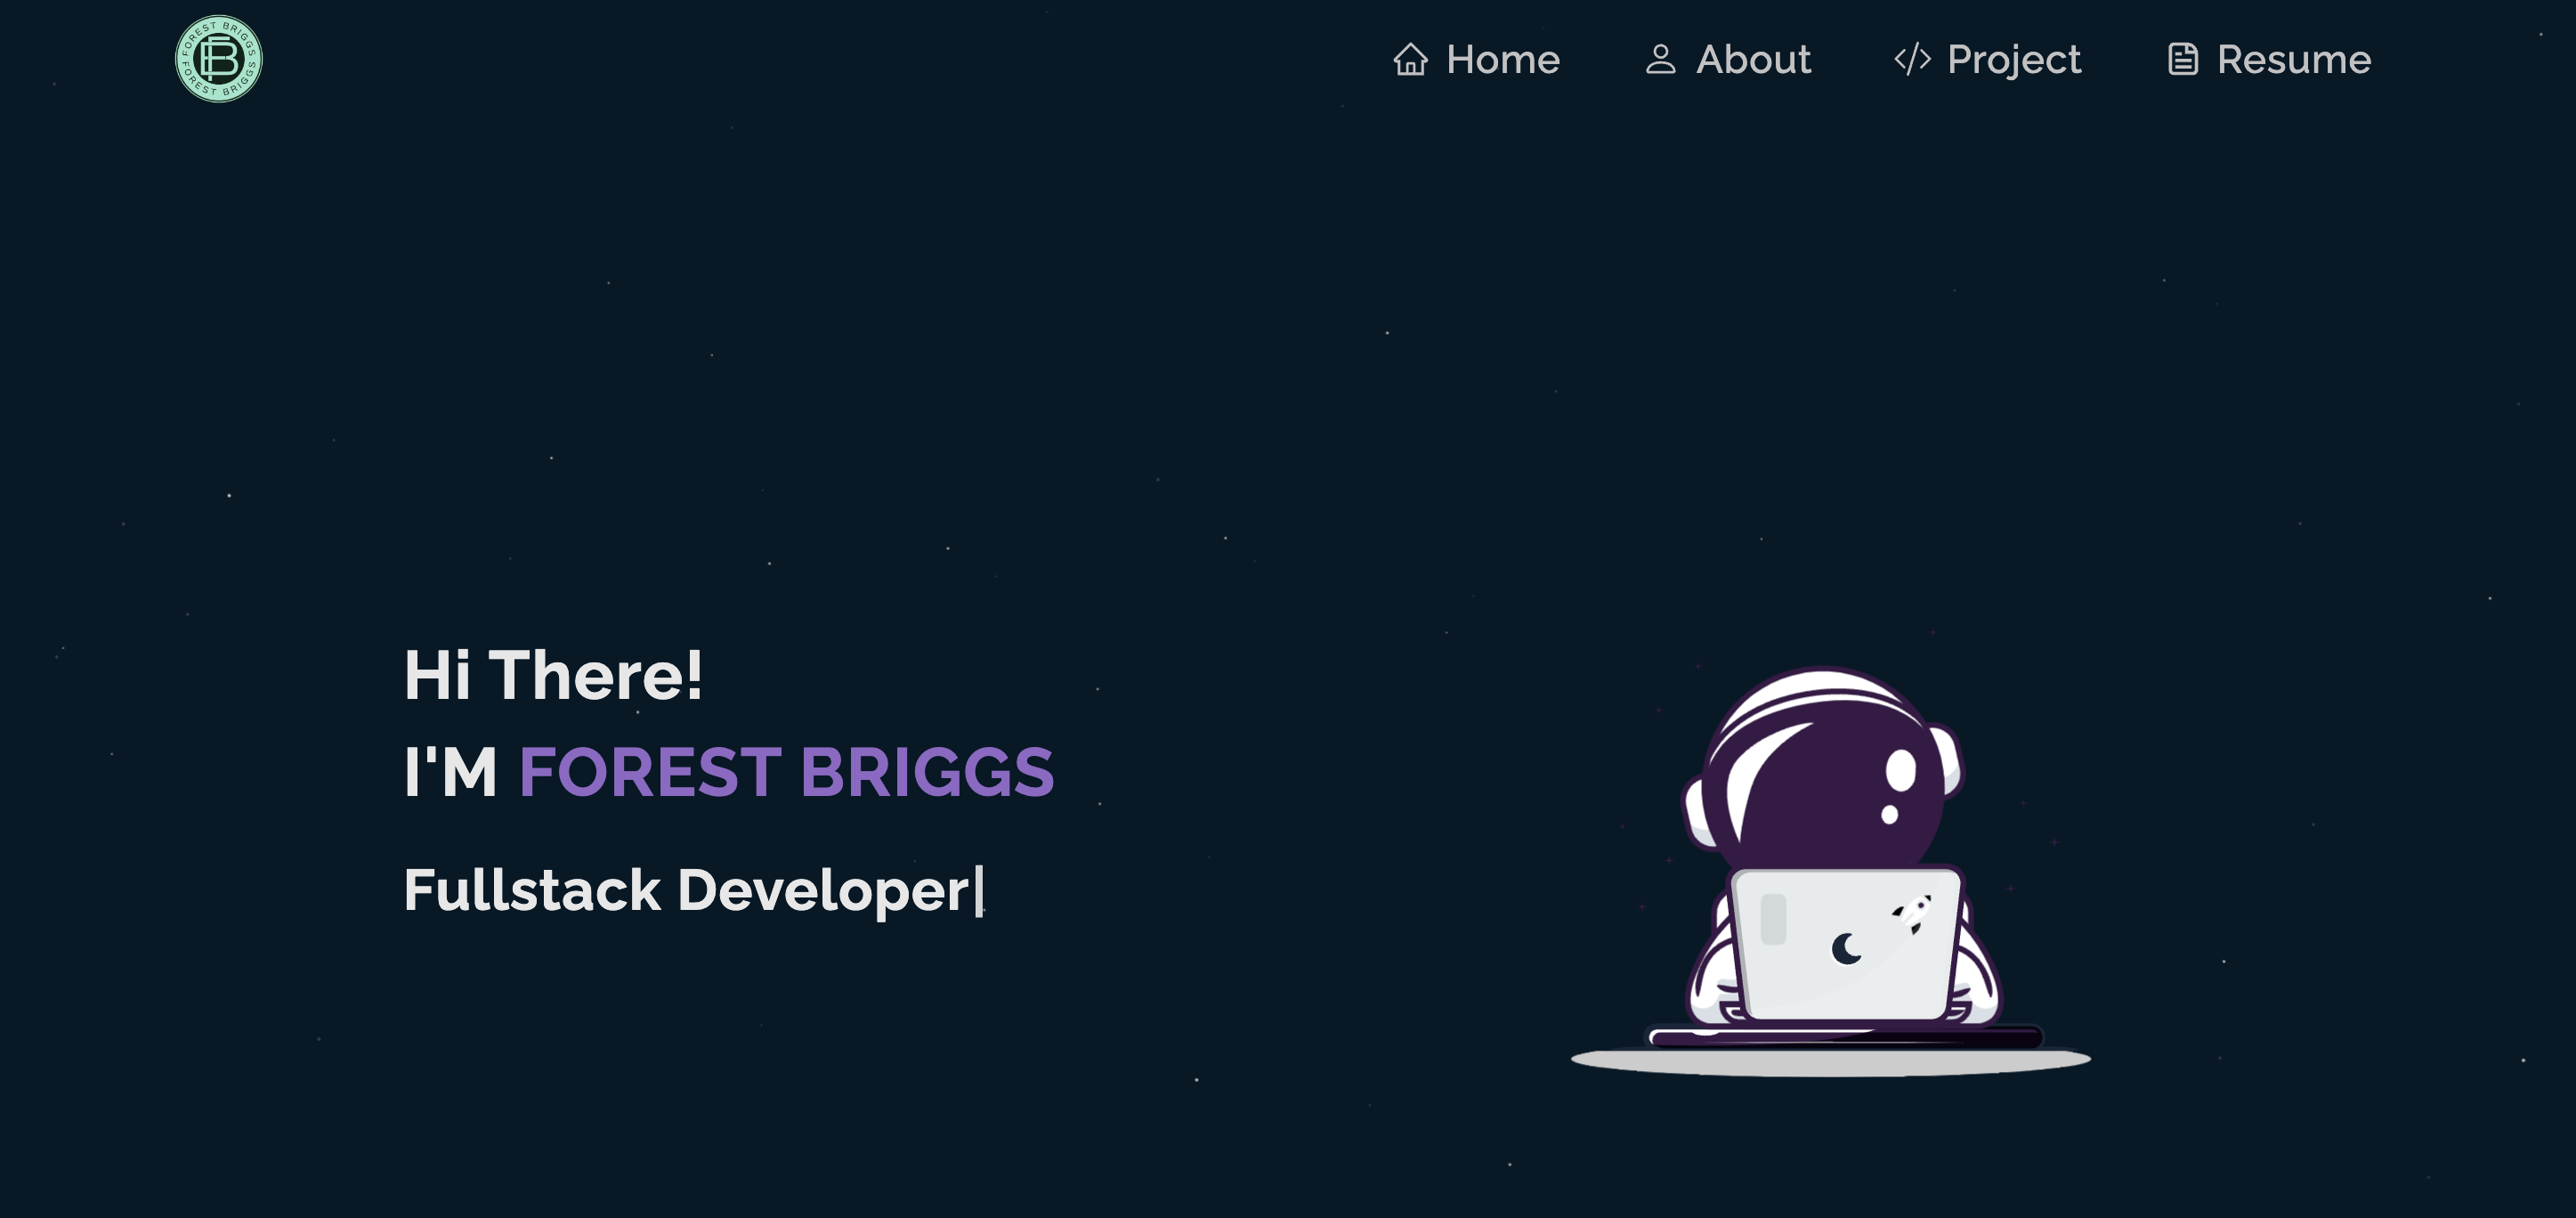 FOREST BRIGGS
FB
FOREST BRIGGS
Home
About
Project
Resume
Hi There!
I'M FOREST BRIGGS
Fullstack Developer|